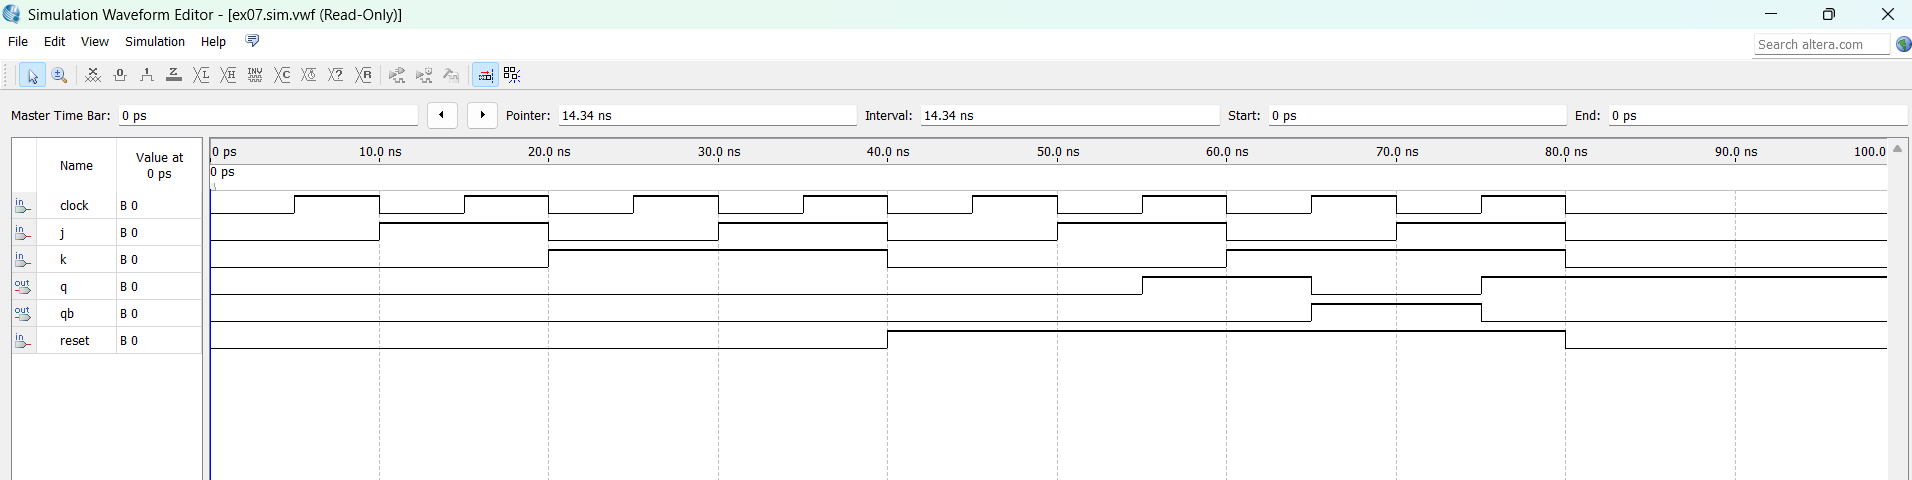 Simulation Waveform Editor - [ex07.sim.vwf (Read-Only)]
File Edit View Simulation Help
Search altera.com
Master Time Bar: 0 ps Pointer: 14.34 ns Interval: 14.34 ns Start: 0 ps End: 0 ps
Name Value at 0 ps
0 ps 10.0 ns 20.0 ns 30.0 ns 40.0 ns 50.0 ns 60.0 ns 70.0 ns 80.0 ns 90.0 ns 100.0
0 ps
in clock B 0
in j B 0
in k B 0
out q B 0
out qb B 0
in reset B 0